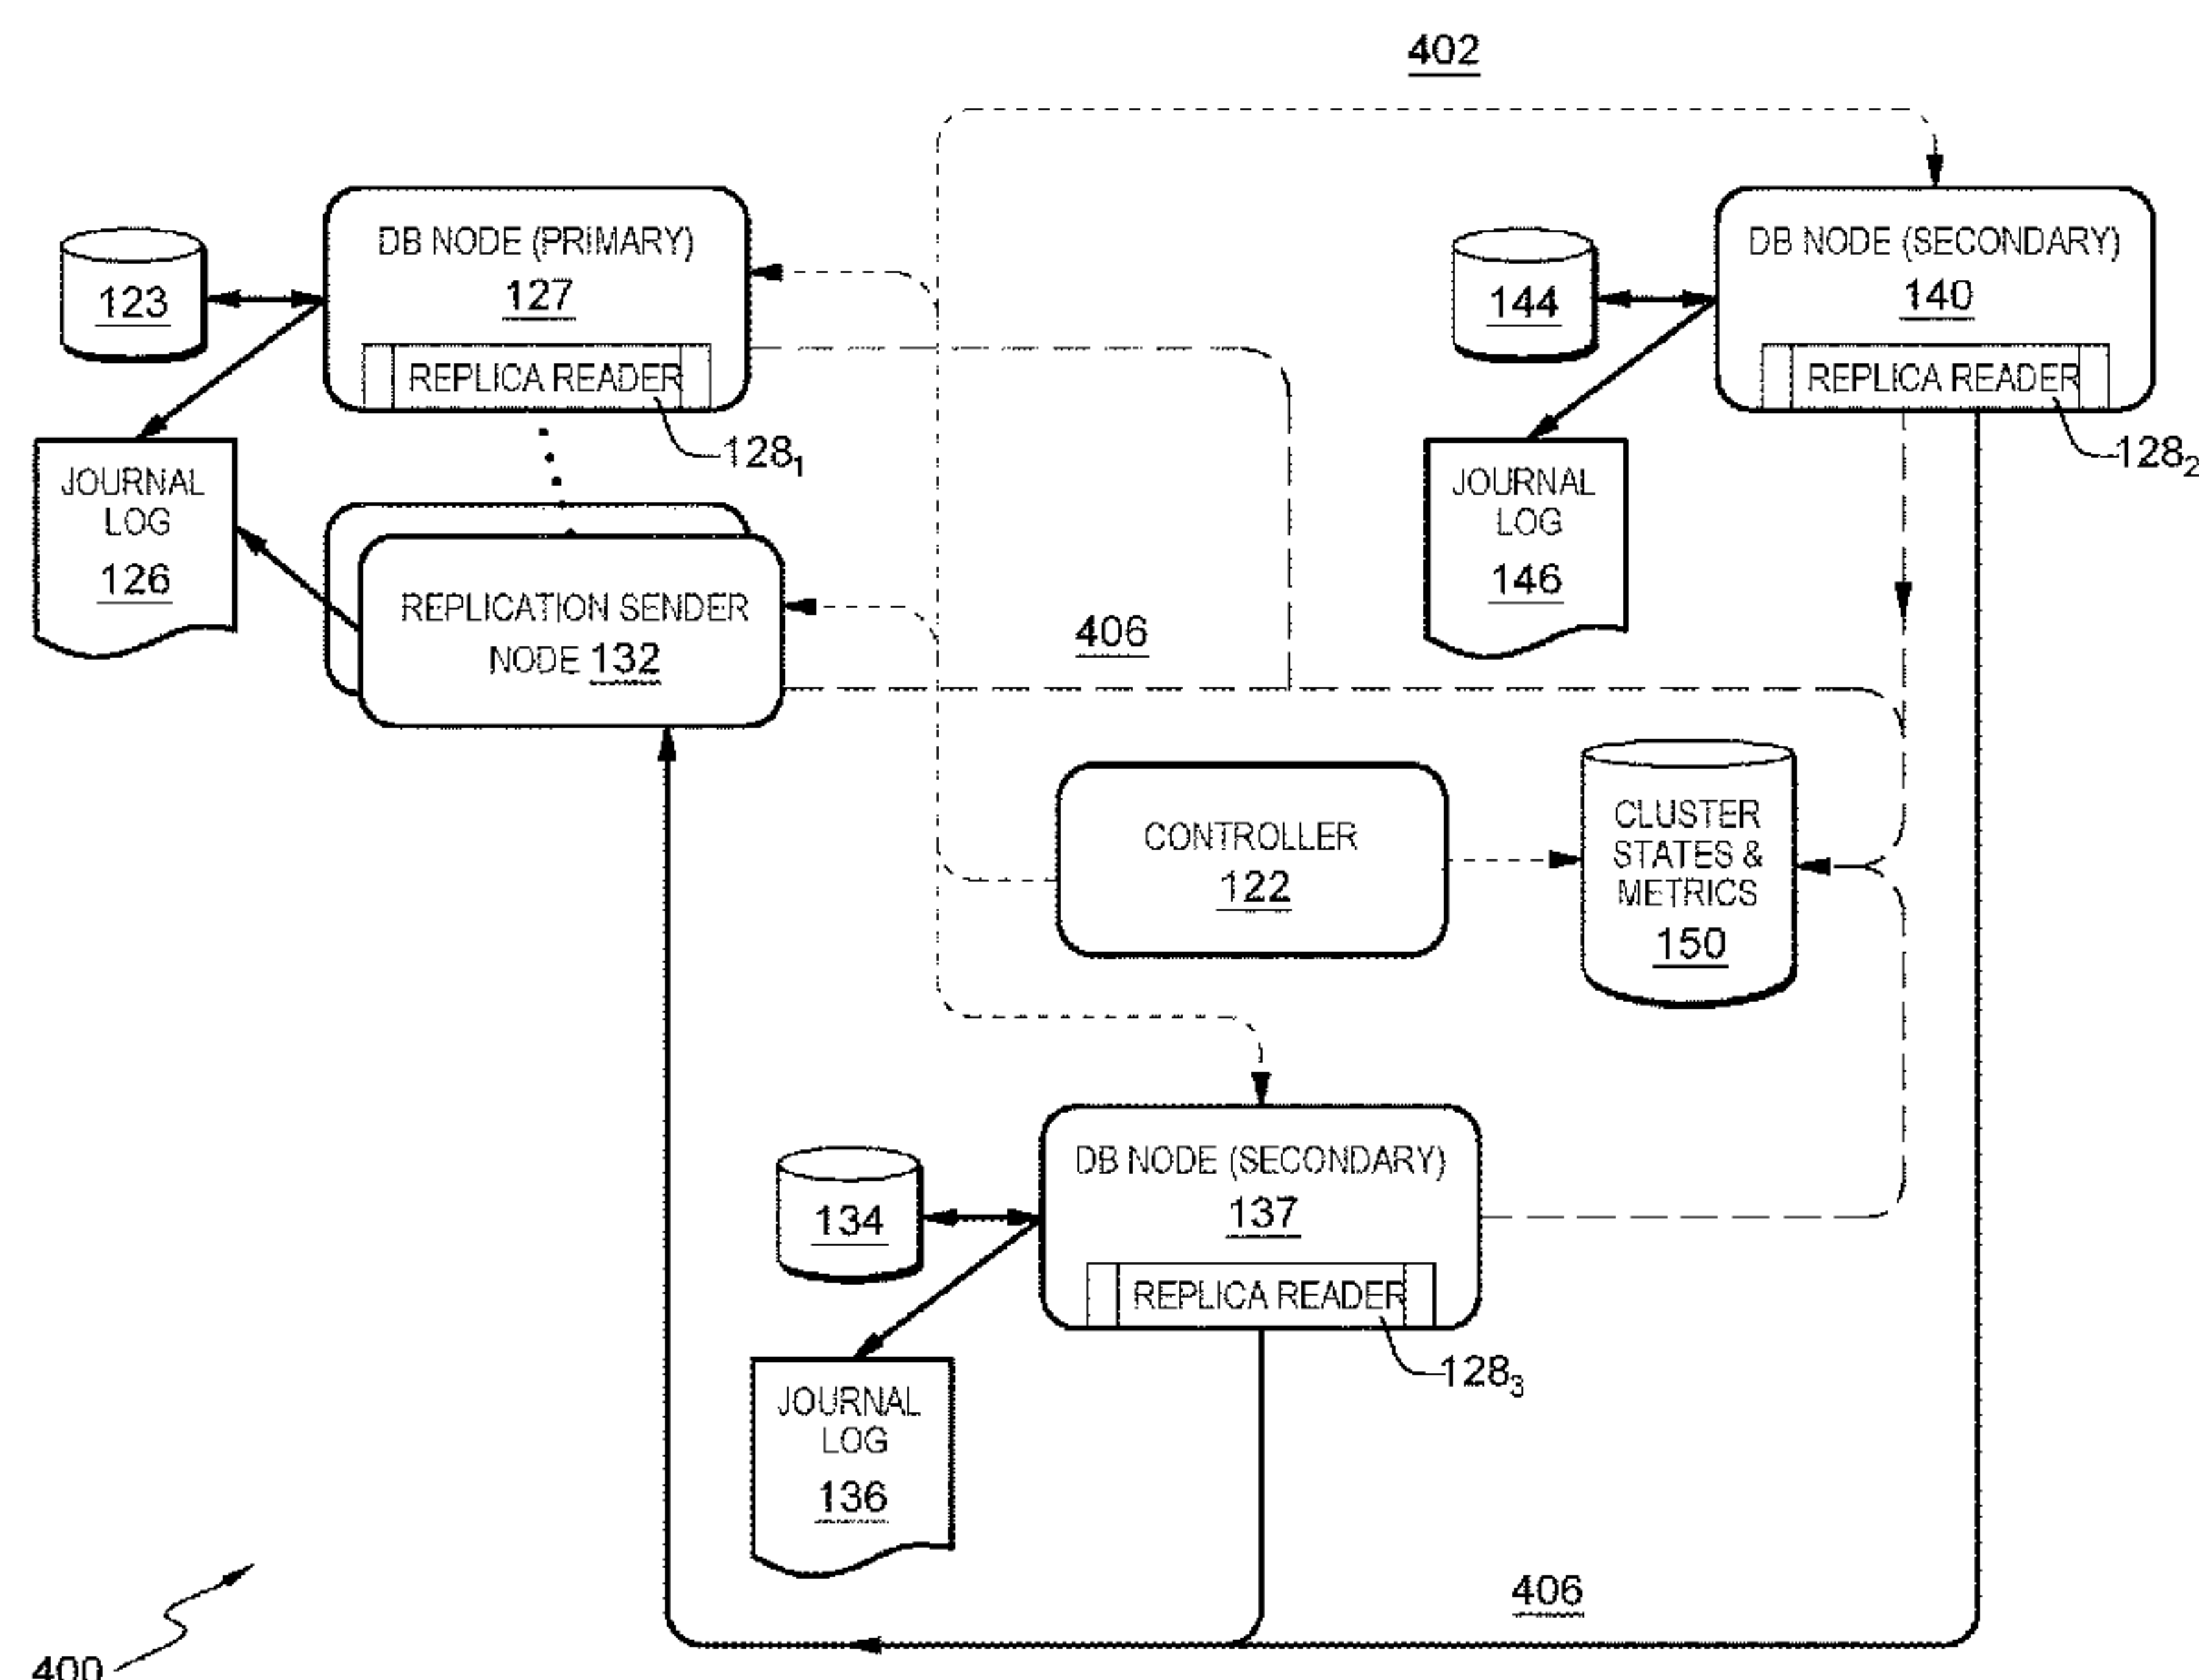 402
DB NODE (PRIMARY)
127
REPLICA READER
128₁
123
JOURNAL
LOG
126
REPLICATION SENDER
NODE 132
406
DB NODE (SECONDARY)
140
REPLICA READER
128₂
144
JOURNAL
LOG
146
CONTROLLER
122
CLUSTER
STATES &
METRICS
150
DB NODE (SECONDARY)
137
REPLICA READER
128₃
134
JOURNAL
LOG
136
406
400